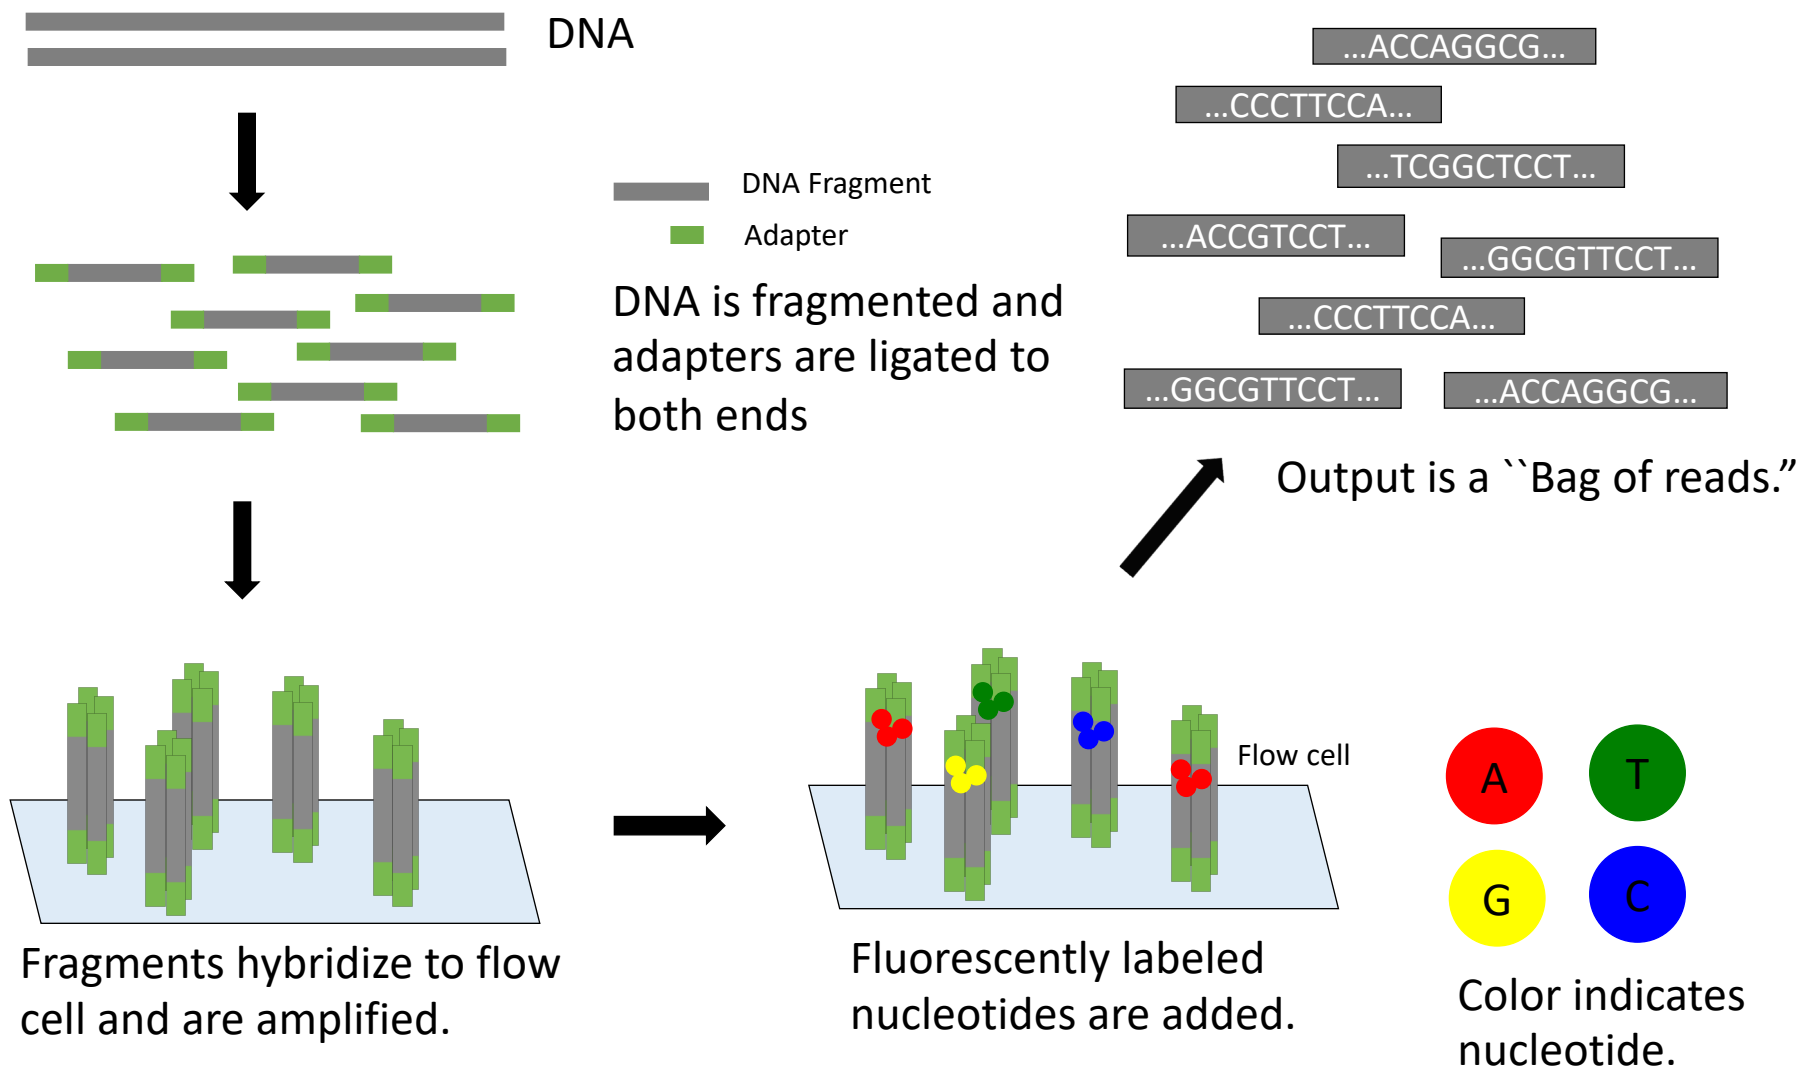 DNA
DNA Fragment
Adapter
DNA is fragmented and
adapters are ligated to
both ends
...ACCAGGCG...
...CCCTTCCA...
...TCGGCTCCT...
...ACCGTCCT...
...GGCGTTCCT...
...CCCTTCCA...
...GGCGTTCCT...
...ACCAGGCG...
Output is a ``Bag of reads.”
Fragments hybridize to flow
cell and are amplified.
Flow cell
Fluorescently labeled
nucleotides are added.
A
T
G
C
Color indicates
nucleotide.